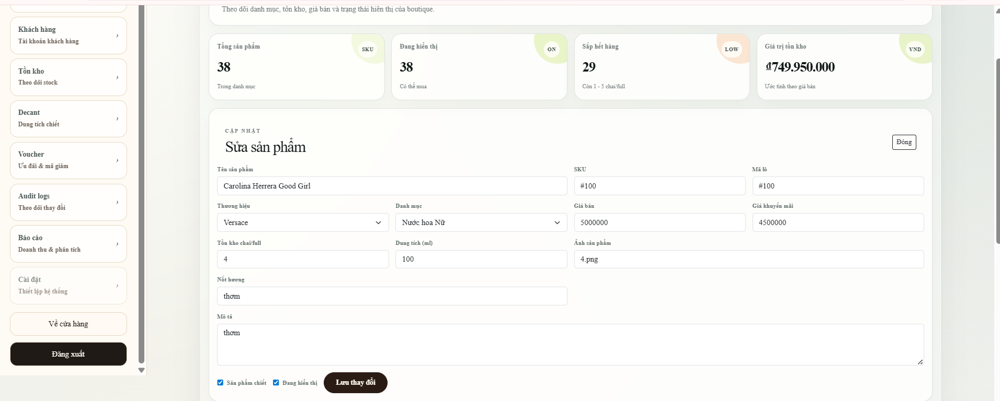 Theo dõi danh mục, tồn kho, giá bán và trạng thái hiển thị của boutique.
Khách hàng
Tài khoản khách hàng
›
Tồn kho
Theo dõi stock
›
Decant
Dung tích chiết
›
Voucher
Ưu đãi & mã giảm
›
Audit logs
Theo dõi thay đổi
›
Báo cáo
Doanh thu & phân tích
›
Cài đặt
Thiết lập hệ thống
›
Về cửa hàng
Đăng xuất
Tổng sản phẩm
SKU
38
Trong danh mục
Đang hiển thị
ON
38
Có thể mua
Sắp hết hàng
LOW
29
Còn 1 - 5 chai/full
Giá trị tồn kho
VND
₫749.950.000
Ước tính theo giá bán
CẬP NHẬT
Sửa sản phẩm
Đóng
Tên sản phẩm
SKU
Mã lô
Carolina Herrera Good Girl
#100
#100
Thương hiệu
Danh mục
Giá bán
Giá khuyến mãi
Versace
Nước hoa Nữ
5000000
4500000
Tồn kho chai/full
Dung tích (ml)
Ảnh sản phẩm
4
100
4.png
Nốt hương
thơm
Mô tả
thơm
Sản phẩm chiết
Đang hiển thị
Lưu thay đổi